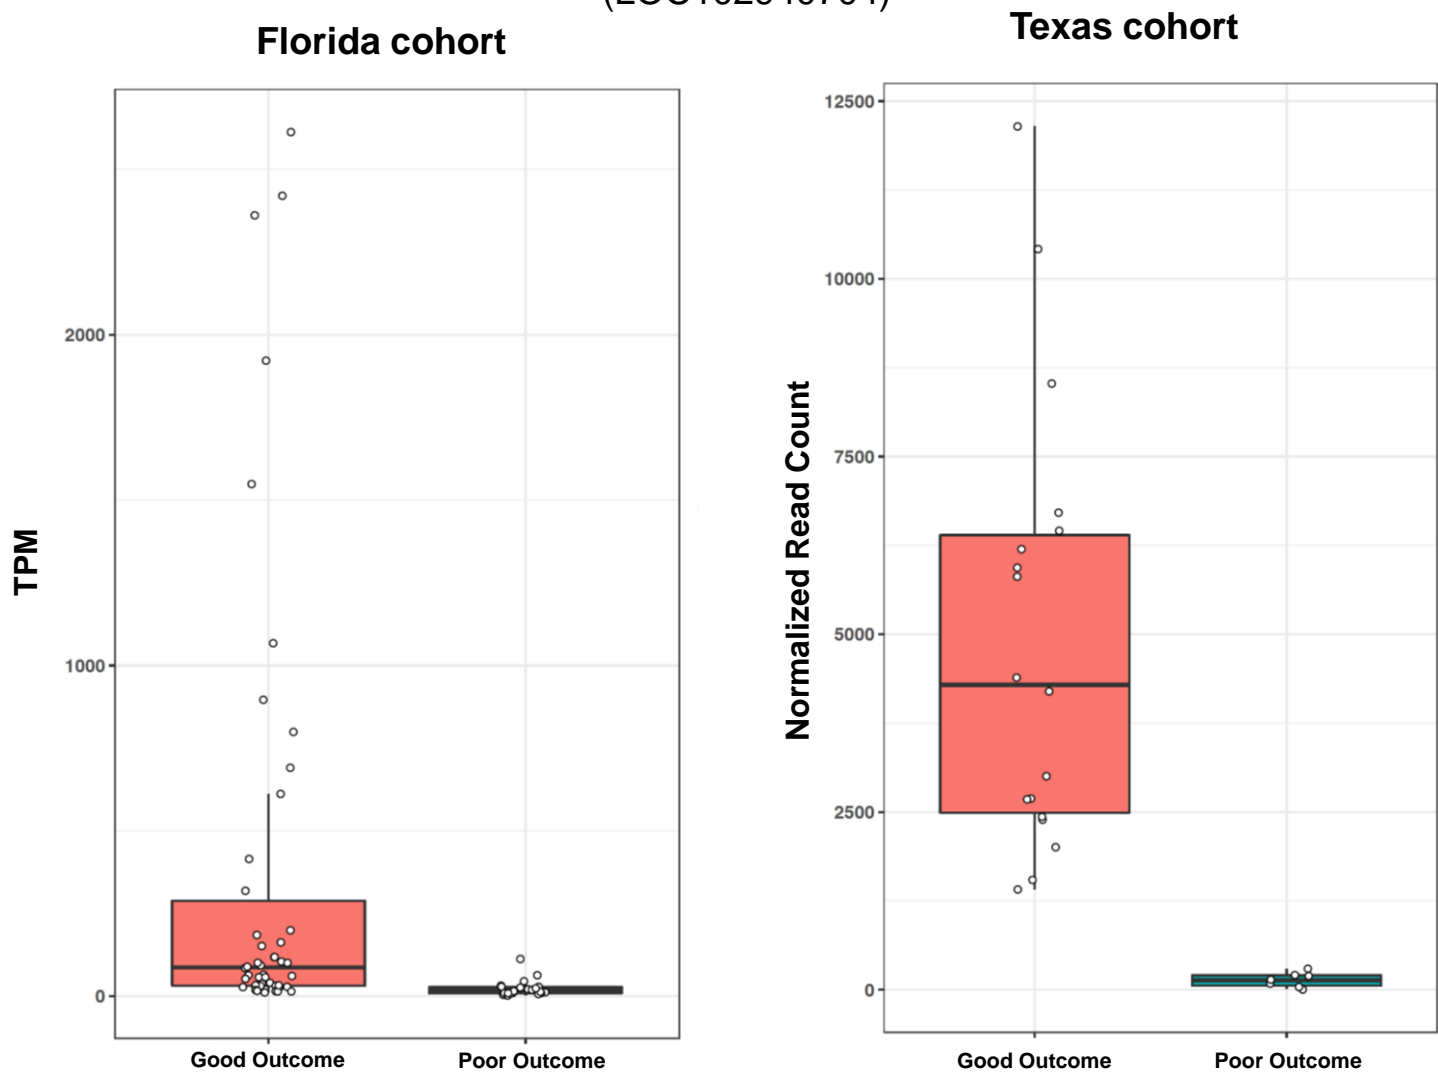 Florida cohort
Texas cohort
TPM
2000
1000
0
Good Outcome
Poor Outcome
Normalized Read Count
12500
10000
7500
5000
2500
0
Good Outcome
Poor Outcome